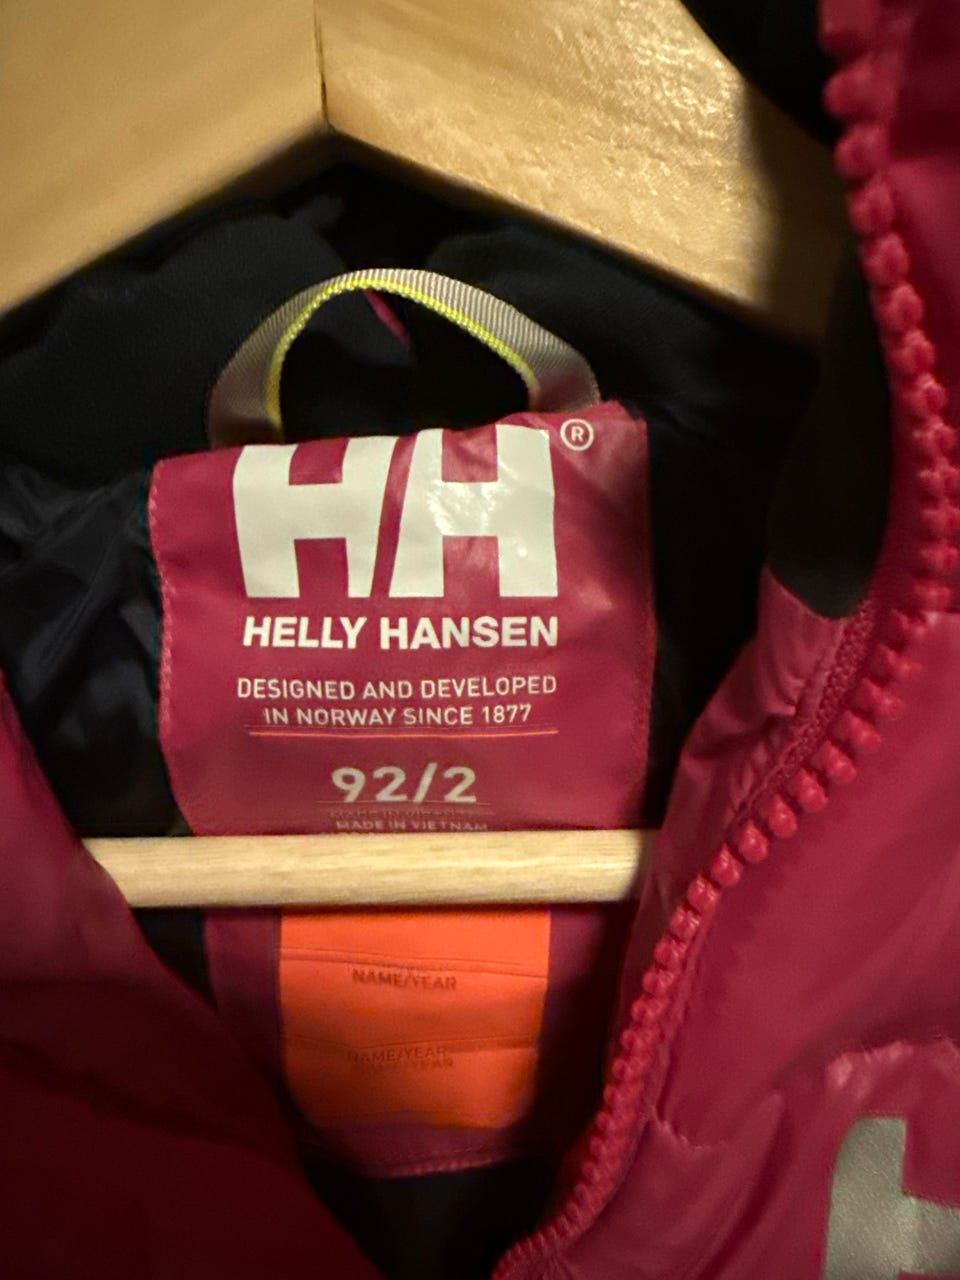 HH®
HELLY HANSEN
DESIGNED AND DEVELOPED
IN NORWAY SINCE 1877
92/2
MADE IN VIETNAM
NAME/YEAR
NAME/YEAR